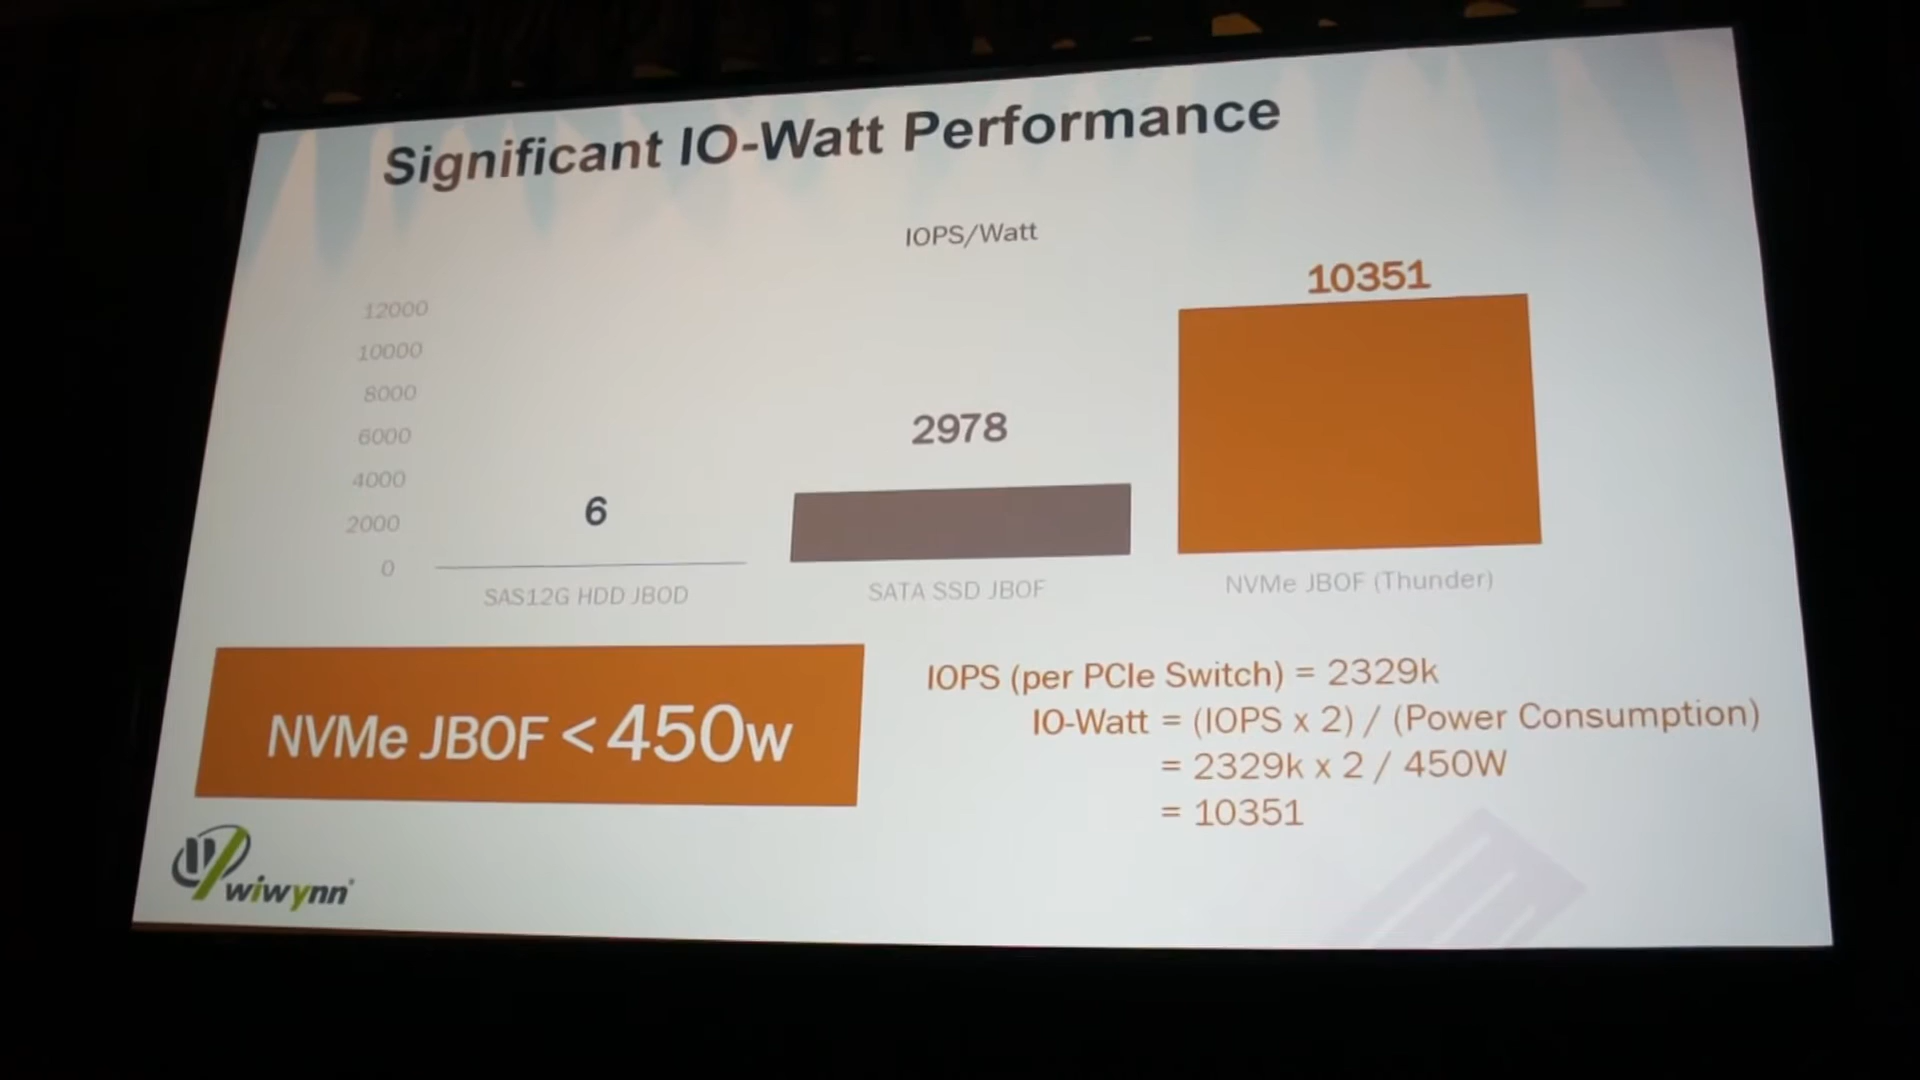 Significant IO-Watt Performance
IOPS/Watt
12000
10000
8000
6000
4000
2000
0
6
2978
10351
SAS12G HDD JBOD
SATA SSD JBOF
NVMe JBOF (Thunder)
NVMe JBOF < 450w
IOPS (per PCIe Switch) = 2329k
IO-Watt = (IOPS x 2) / (Power Consumption)
= 2329k x 2 / 450W
= 10351
wiwynn